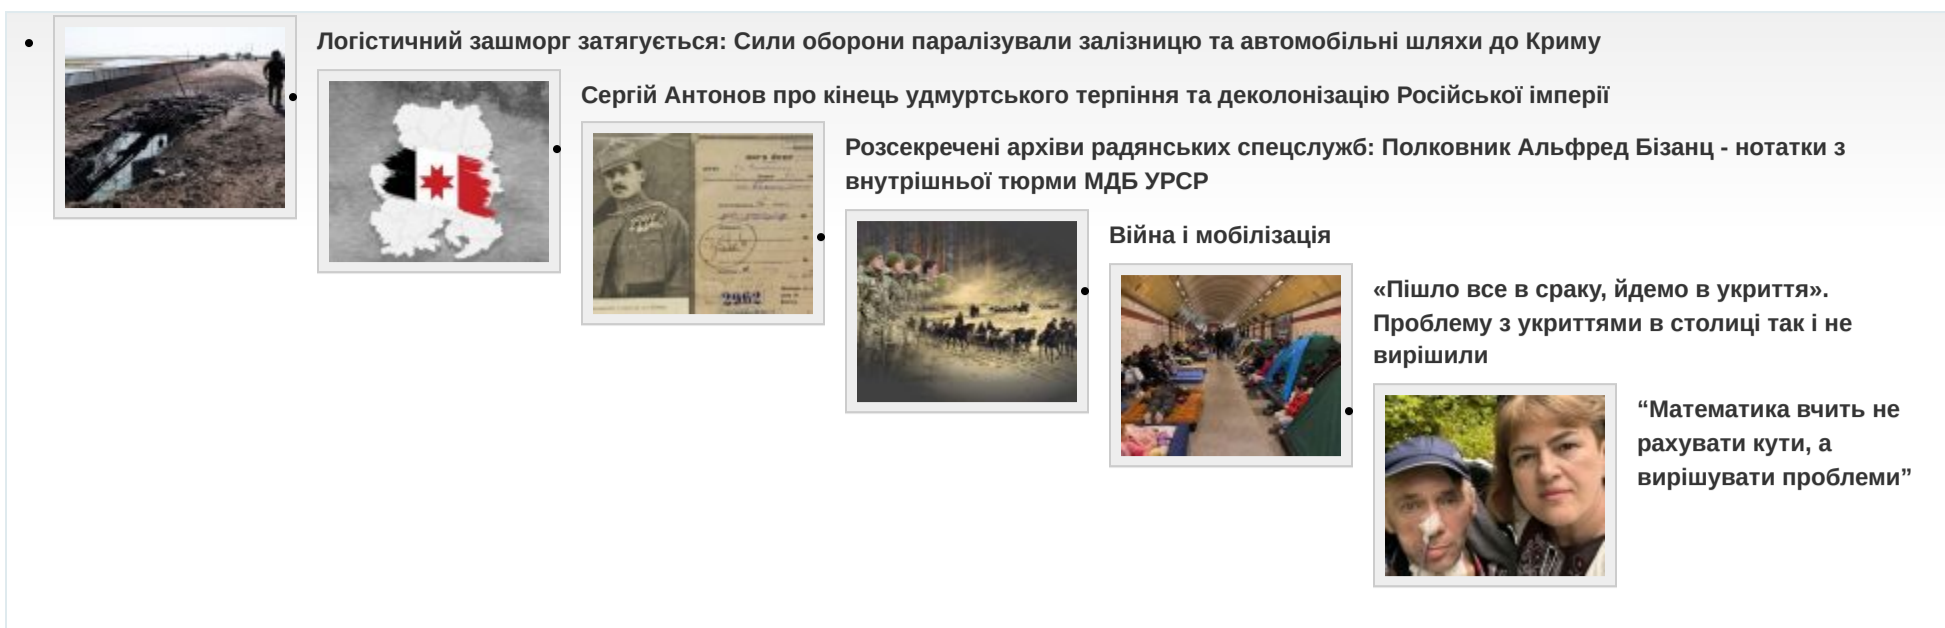 Логістичний зашморг затягується: Сили оборони паралізували залізницю та автомобільні шляхи до Криму
Сергій Антонов про кінець удмуртського терпіння та деколонізацію Російської імперії
Розсекречені архіви радянських спецслужб: Полковник Альфред Бізанц - нотатки з
внутрішньої тюрми МДБ УРСР
2962
Війна і мобілізація
«Пішло все в сраку, йдемо в укриття».
Проблему з укриттями в столиці так і не
вирішили
“Математика вчить не
рахувати кути, а
вирішувати проблеми”